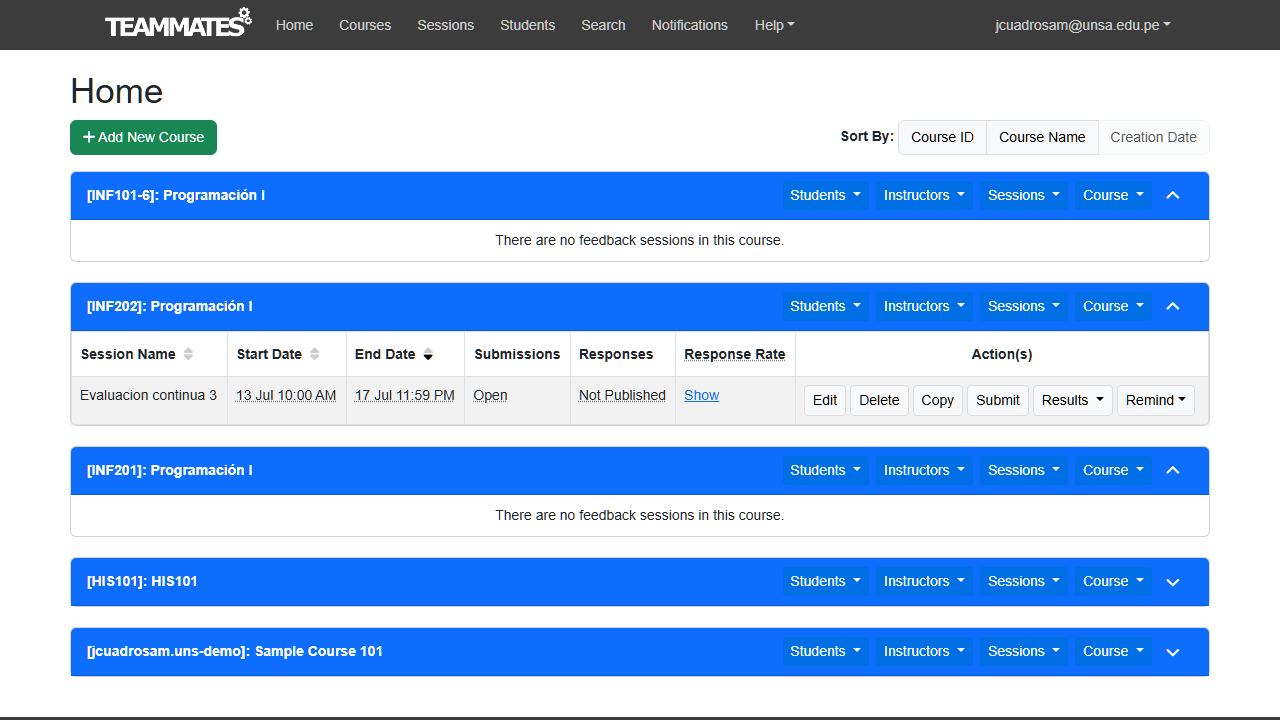 TEAMMATES Home Courses Sessions Students Search Notifications Help jcuadrosam@unsa.edu.pe
Home
+ Add New Course Sort By: Course ID Course Name Creation Date
[INF101-6]: Programación I Students Instructors Sessions Course
There are no feedback sessions in this course.
[INF202]: Programación I Students Instructors Sessions Course
Session Name Start Date End Date Submissions Responses Response Rate Action(s)
Evaluacion continua 3 13 Jul 10:00 AM 17 Jul 11:59 PM Open Not Published Show Edit Delete Copy Submit Results Remind
[INF201]: Programación I Students Instructors Sessions Course
There are no feedback sessions in this course.
[HIS101]: HIS101 Students Instructors Sessions Course
[jcuadrosam.uns-demo]: Sample Course 101 Students Instructors Sessions Course